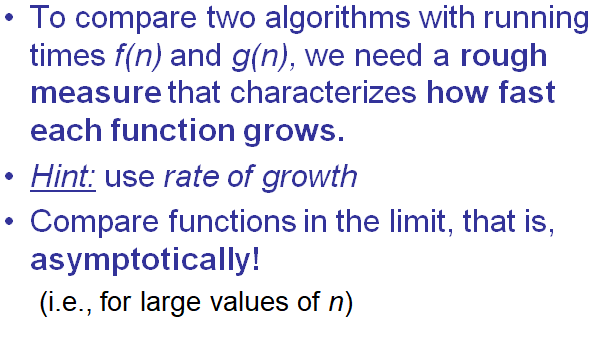 • To compare two algorithms with running
times f(n) and g(n), we need a rough
measure that characterizes how fast
each function grows.
• Hint: use rate of growth
• Compare functions in the limit, that is,
asymptotically!
(i.e., for large values of n)